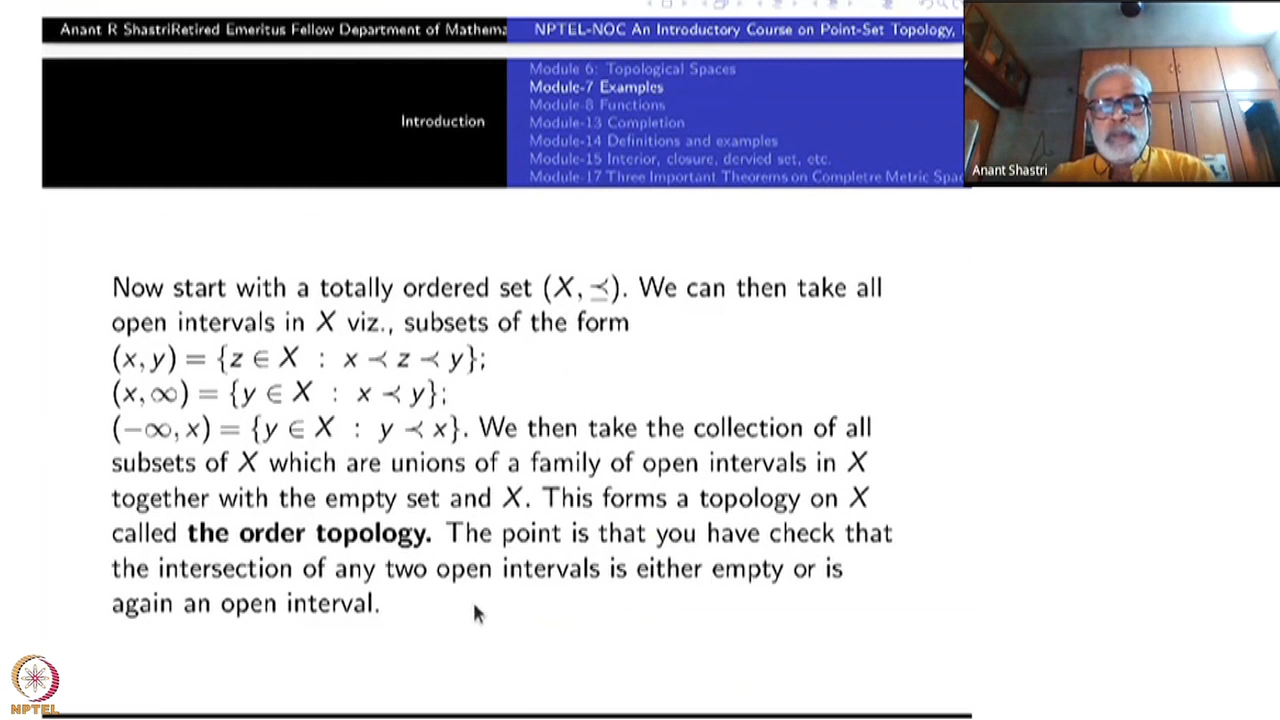 Anant R ShastriRetired Emeritus Fellow Department of Mathema
NPTEL-NOC An Introductory Course on Point-Set Topology,
Introduction
Module 6: Topological Spaces
Module-7 Examples
Module-8 Functions
Module-13 Completion
Module-14 Definitions and examples
Module-15 Interior, closure, dervied set, etc.
Module-17 Three Important Theorems on Completre Metric Spac
Anant Shastri
Now start with a totally ordered set (X, ⪯). We can then take all
open intervals in X viz., subsets of the form
(x, y) = {z ∈ X : x ≺ z ≺ y};
(x, ∞) = {y ∈ X : x ≺ y};
(−∞, x) = {y ∈ X : y ≺ x}. We then take the collection of all
subsets of X which are unions of a family of open intervals in X
together with the empty set and X. This forms a topology on X
called the order topology. The point is that you have check that
the intersection of any two open intervals is either empty or is
again an open interval.
NPTEL